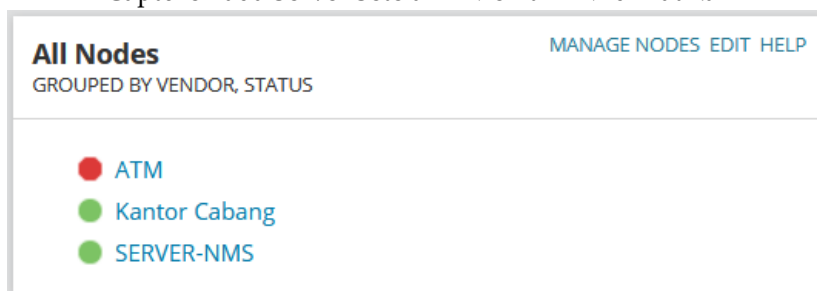 All Nodes
MANAGE NODES EDIT HELP
GROUPED BY VENDOR, STATUS
ATM
Kantor Cabang
SERVER-NMS